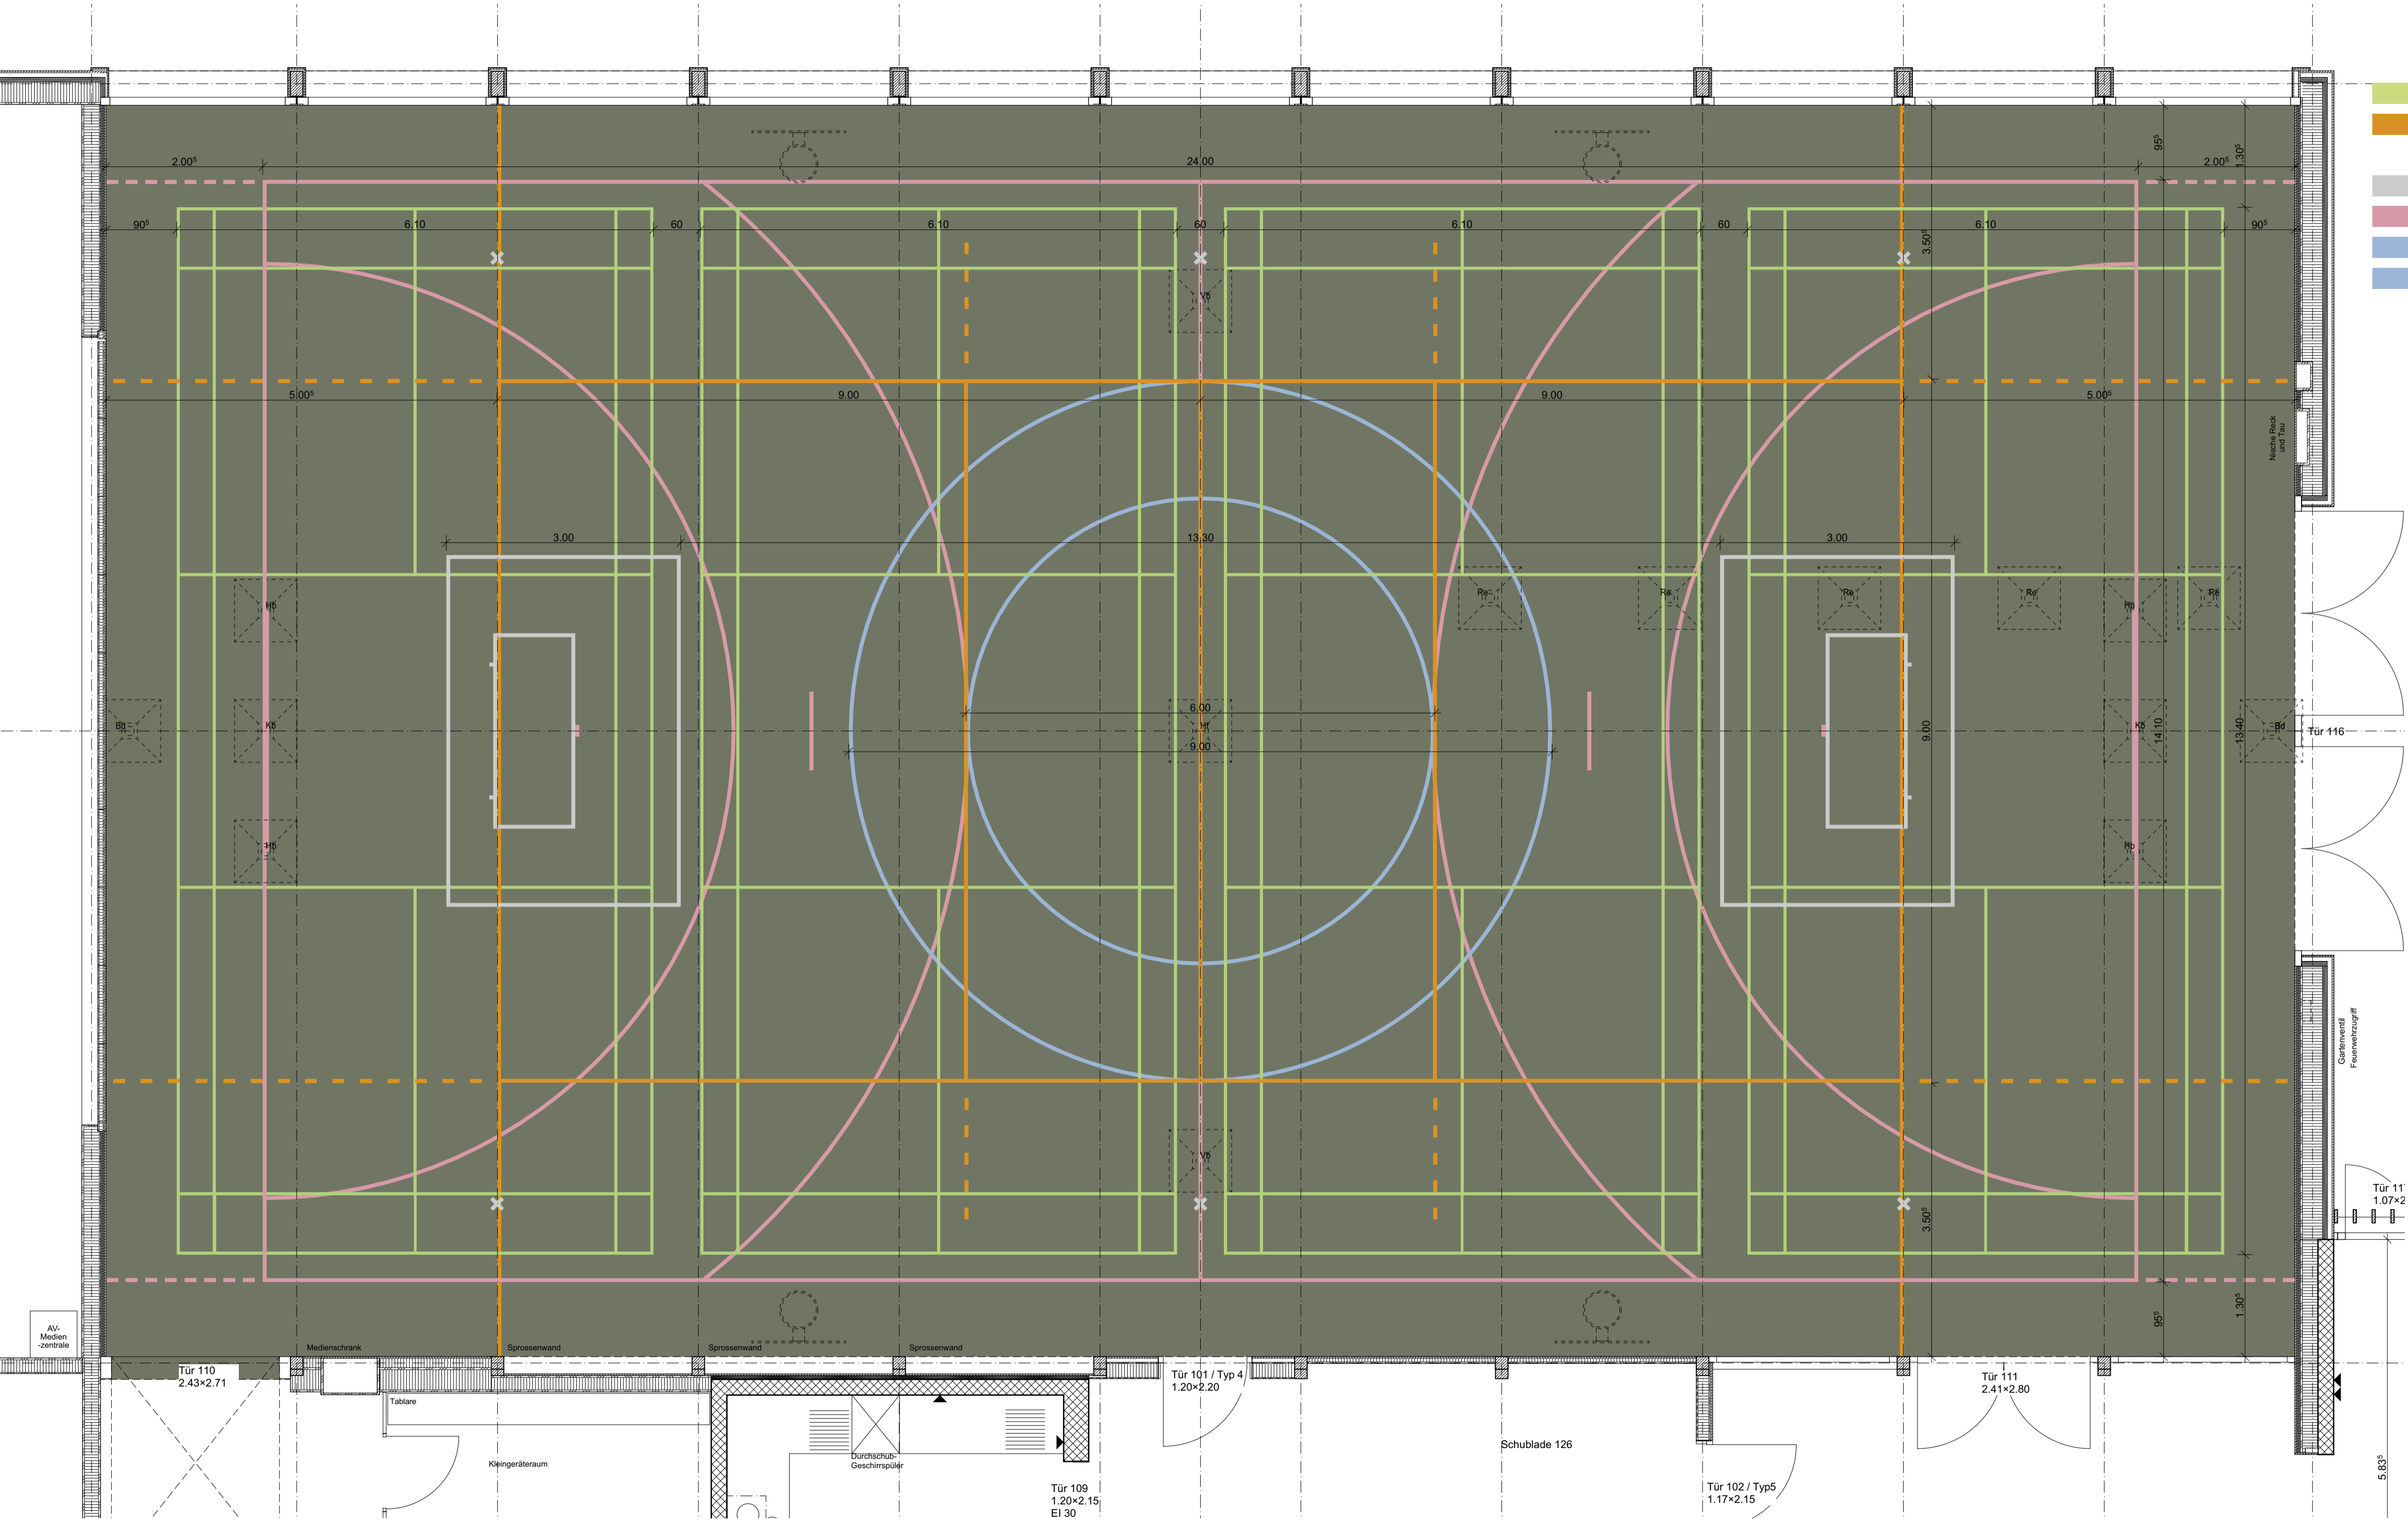 2.00⁵
24.00
95⁵
1.30⁵
2.00⁵
90⁵
6.10
60
6.10
60
6.10
60
3.50⁵
6.10
90⁵
Vb
5.00⁵
9.00
9.00
5.00⁵
Nische Reck
und Tau
3.00
13.30
3.00
Hb
Re
Re
Re
Re
Hb
Re
6.00
Bd
Kb
Hf
9.00
14.10
13.40
Kb
Bd
Tür 116
9.00
Hb
Hb
Gartenventil
Feuerwehrzugriff
Vb
3.50⁵
Tür 11
1.07×2
95⁵
1.30⁵
AV-
Medien
-zentrale
Medienschrank
Sprossenwand
Sprossenwand
Sprossenwand
Tür 110
2.43×2.71
Tür 101 / Typ 4
1.20×2.20
Tür 111
2.41×2.80
Tablare
Schublade 126
Durchschub-
Geschirrspüler
Kleingeräteraum
5.83⁵
Tür 109
1.20×2.15
EI 30
Tür 102 / Typ5
1.17×2.15